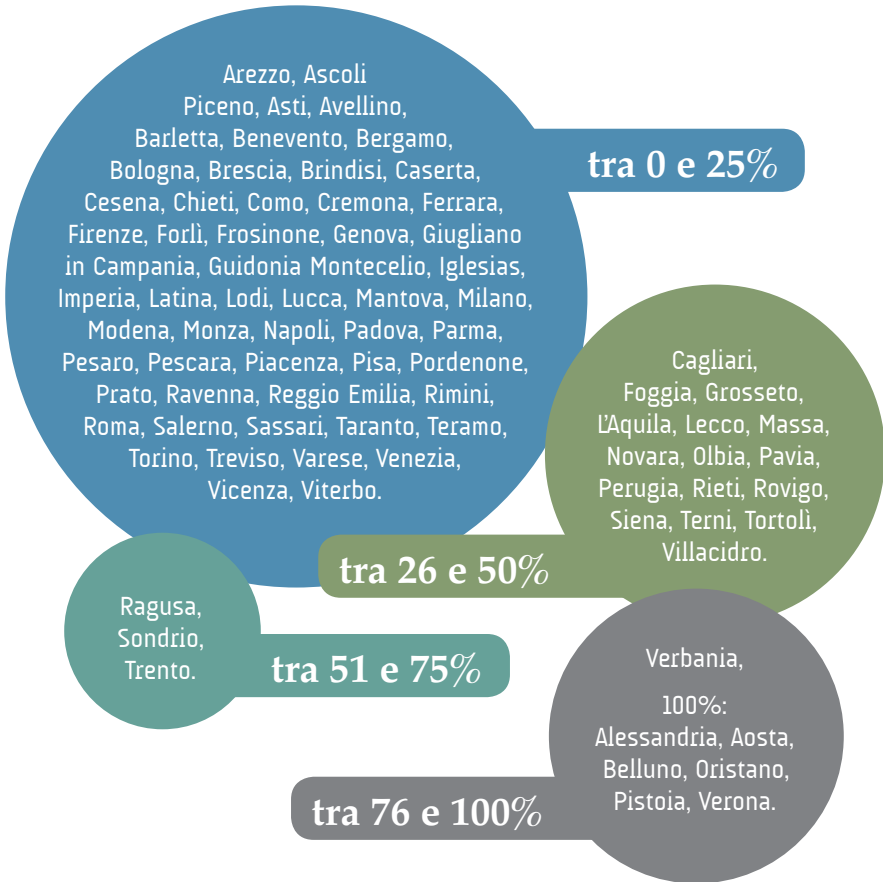 Arezzo, Ascoli
Piceno, Asti, Avellino,
Barletta, Benevento, Bergamo,
Bologna, Brescia, Brindisi, Caserta,
Cesena, Chieti, Como, Cremona, Ferrara,
Firenze, Forlì, Frosinone, Genova, Giugliano
in Campania, Guidonia Montecelio, Iglesias,
Imperia, Latina, Lodi, Lucca, Mantova, Milano,
Modena, Monza, Napoli, Padova, Parma,
Pesaro, Pescara, Piacenza, Pisa, Pordenone,
Prato, Ravenna, Reggio Emilia, Rimini,
Roma, Salerno, Sassari, Taranto, Teramo,
Torino, Treviso, Varese, Venezia,
Vicenza, Viterbo.
tra 0 e 25%
Cagliari,
Foggia, Grosseto,
L'Aquila, Lecco, Massa,
Novara, Olbia, Pavia,
Perugia, Rieti, Rovigo,
Siena, Terni, Tortolì,
Villacidro.
tra 26 e 50%
Ragusa,
Sondrio,
Trento.
tra 51 e 75%
Verbania,
100%:
Alessandria, Aosta,
Belluno, Oristano,
Pistoia, Verona.
tra 76 e 100%